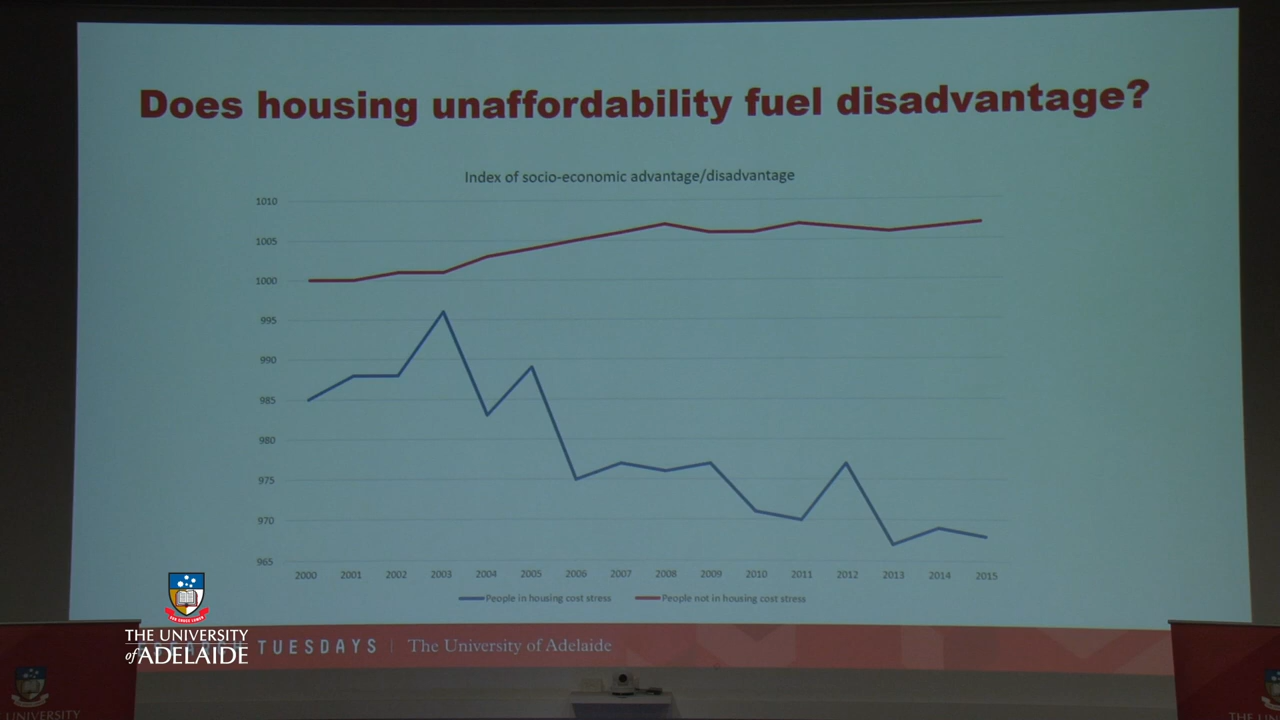 Does housing unaffordability fuel disadvantage?
Index of socio-economic advantage/disadvantage
1010
1005
1000
995
990
985
980
975
970
965
2000 2001 2002 2003 2004 2005 2006 2007 2008 2009 2010 2011 2012 2013 2014 2015
People in housing cost stress People not in housing cost stress
TUESDAYS | The University of Adelaide
THE UNIVERSITY
of ADELAIDE
UNIVERSITY